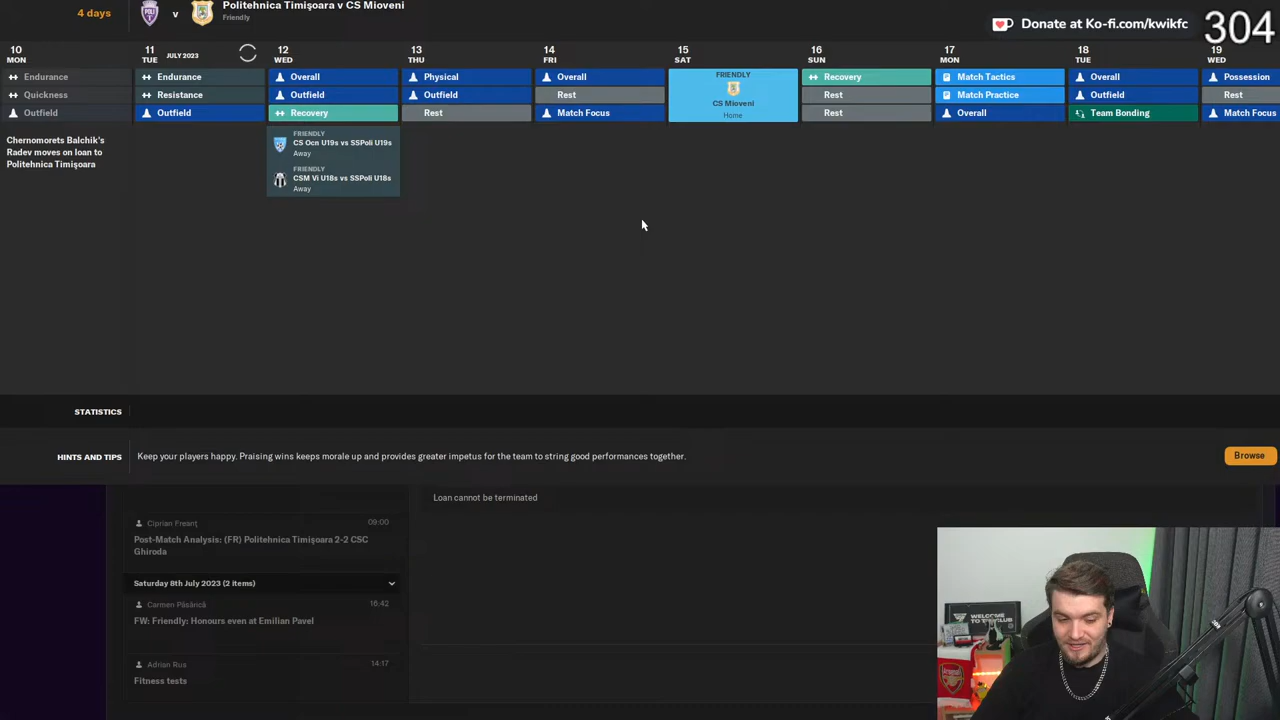 4 days
POLI
v
Politehnica Timişoara v CS Mioveni
Friendly
Donate at Ko-fi.com/kwikfc
304
10
MON
11
TUE
JULY 2023
12
WED
13
THU
14
FRI
15
SAT
16
SUN
17
MON
18
TUE
19
WED
Endurance
Quickness
Outfield
Endurance
Resistance
Outfield
Overall
Outfield
Recovery
Physical
Outfield
Rest
Overall
Rest
Match Focus
FRIENDLY
CS Mioveni
Home
Recovery
Rest
Rest
Match Tactics
Match Practice
Overall
Overall
Outfield
Team Bonding
Possession
Rest
Match Focus
Chernomorets Balchik's
Radev moves on loan to
Politehnica Timişoara
FRIENDLY
CS Ocn U19s vs SSPoli U19s
Away
FRIENDLY
CSM Vi U18s vs SSPoli U18s
Away
STATISTICS
HINTS AND TIPS
Keep your players happy. Praising wins keeps morale up and provides greater impetus for the team to string good performances together.
Browse
Loan cannot be terminated
Ciprian Freanţ
09:00
Post-Match Analysis: (FR) Politehnica Timişoara 2-2 CSC
Ghiroda
Saturday 8th July 2023 (2 items)
Carmen Păsărică
16:42
FW: Friendly: Honours even at Emilian Pavel
Adrian Rus
14:17
Fitness tests
WELCOME
TO THE
CLUB
Arsenal